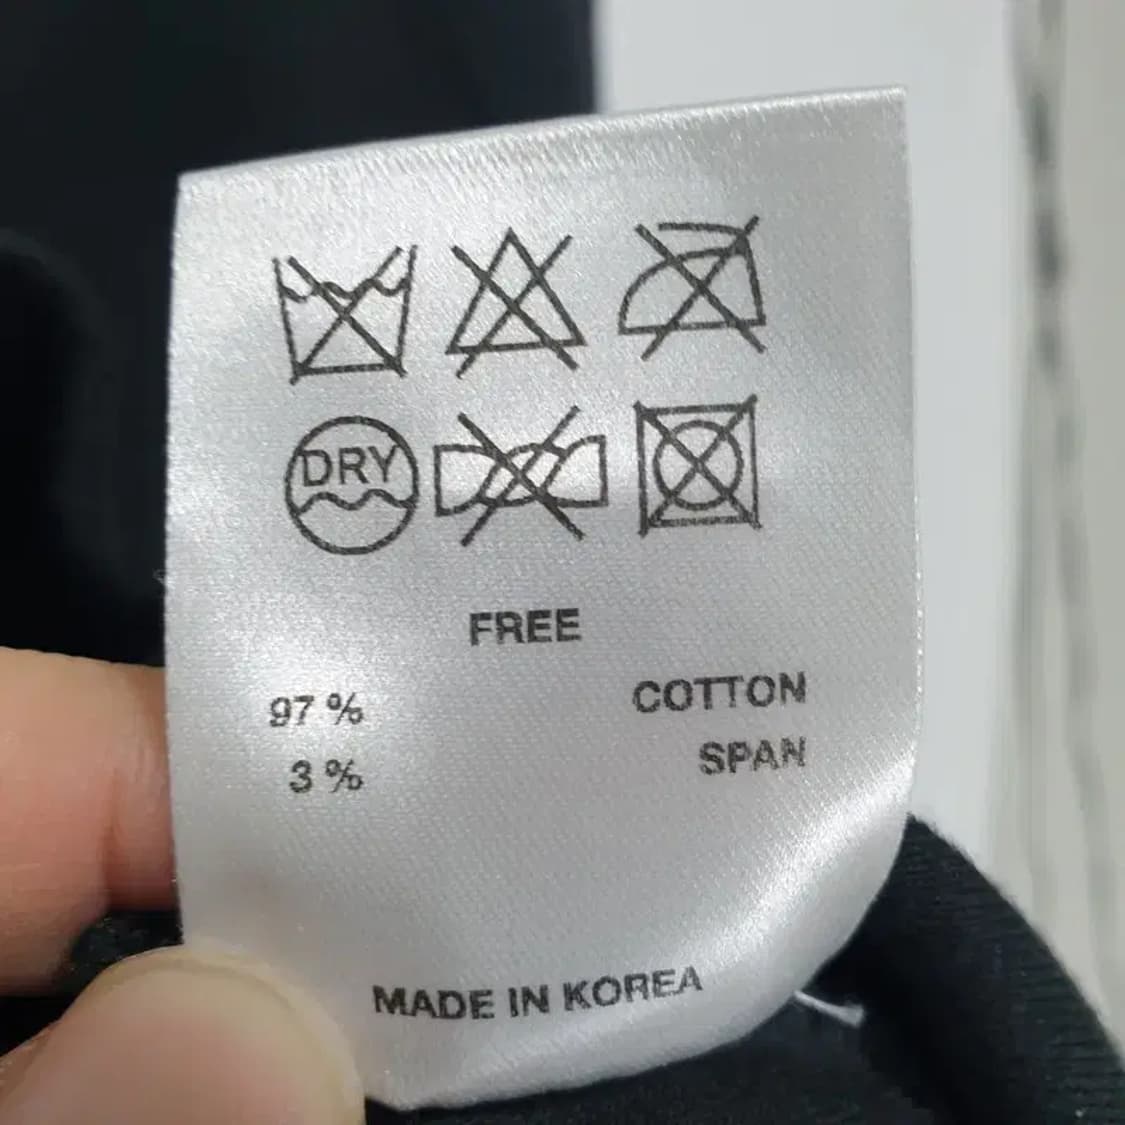 DRY
FREE
97 % COTTON
3 % SPAN
MADE IN KOREA